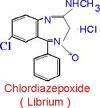 NHCH₃
N
HCl
Cl
N
O
Chlordiazepoxide
( Librium )